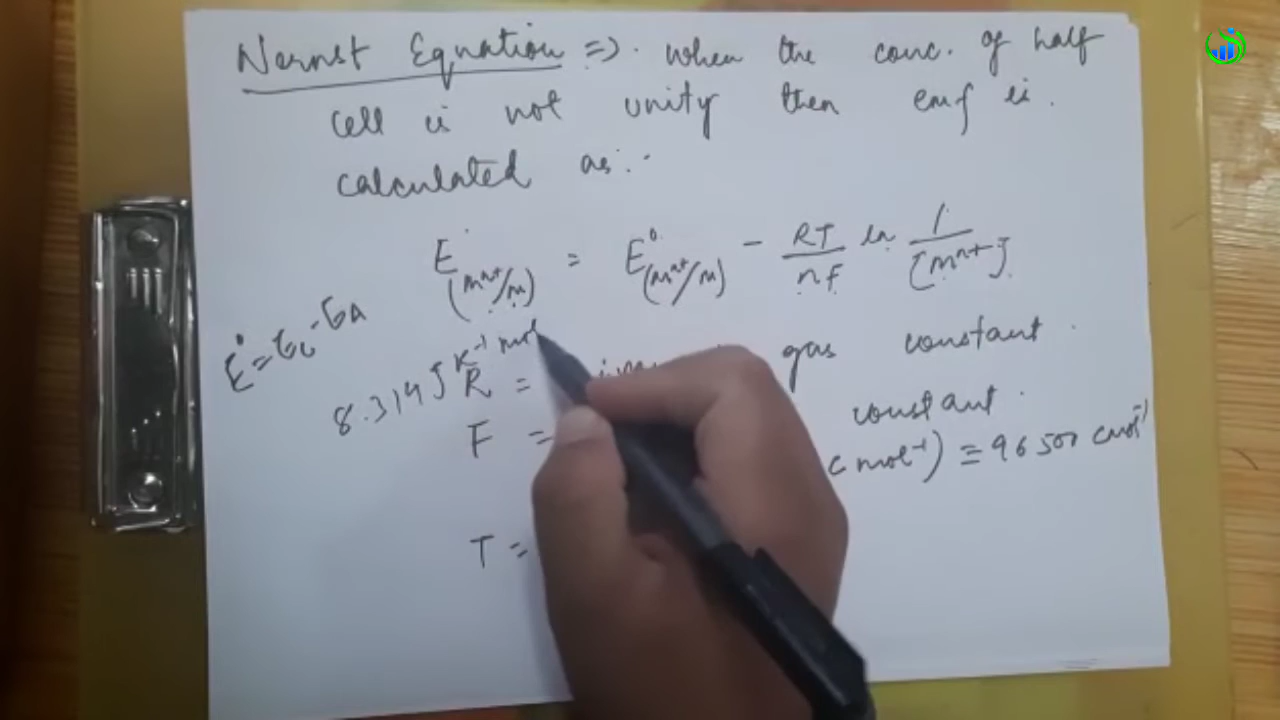 Nernst Equation => when the conc. of half
cell is not unity then emf is
calculated as:
E(Mⁿ⁺/M) = E⁰(Mⁿ⁺/M) - RT/nF ln 1/[Mⁿ⁺]
E° = Ec - EA
8.314 J K⁻¹ mol
R = gas constant
F = constant.
C mol⁻¹) = 96500 C mol⁻¹
T =